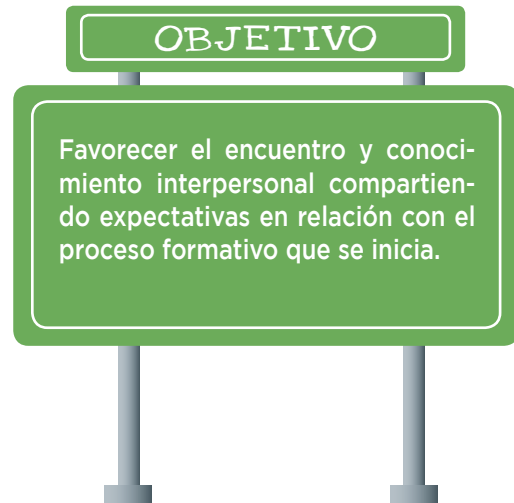 OBJETIVO
Favorecer el encuentro y conoci-
miento interpersonal compartien-
do expectativas en relación con el
proceso formativo que se inicia.